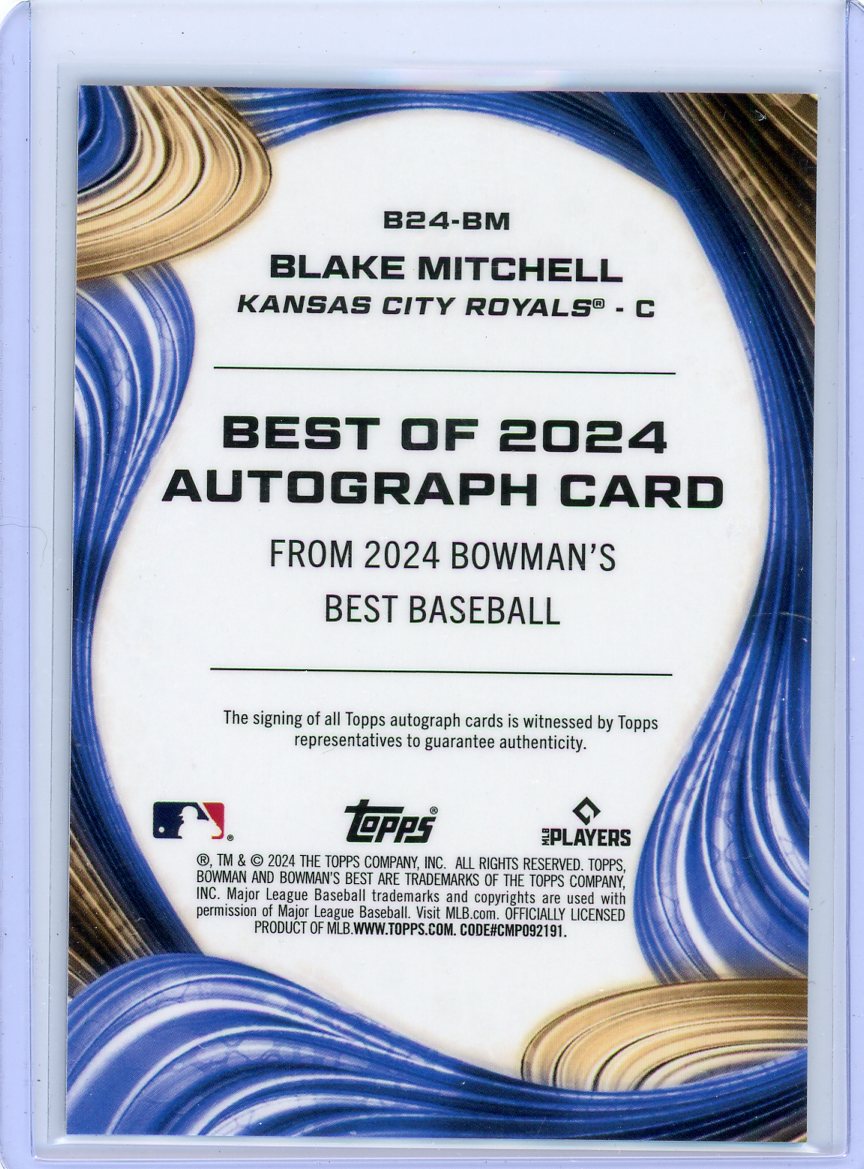 B24-BM
BLAKE MITCHELL
KANSAS CITY ROYALS® - C
BEST OF 2024
AUTOGRAPH CARD
FROM 2024 BOWMAN'S
BEST BASEBALL
The signing of all Topps autograph cards is witnessed by Topps
representatives to guarantee authenticity.
® topps® MLB PLAYERS
®, TM & © 2024 THE TOPPS COMPANY, INC. ALL RIGHTS RESERVED. TOPPS,
BOWMAN AND BOWMAN'S BEST ARE TRADEMARKS OF THE TOPPS COMPANY,
INC. Major League Baseball trademarks and copyrights are used with
permission of Major League Baseball. Visit MLB.com. OFFICIALLY LICENSED
PRODUCT OF MLB.WWW.TOPPS.COM. CODE#CMP092191.